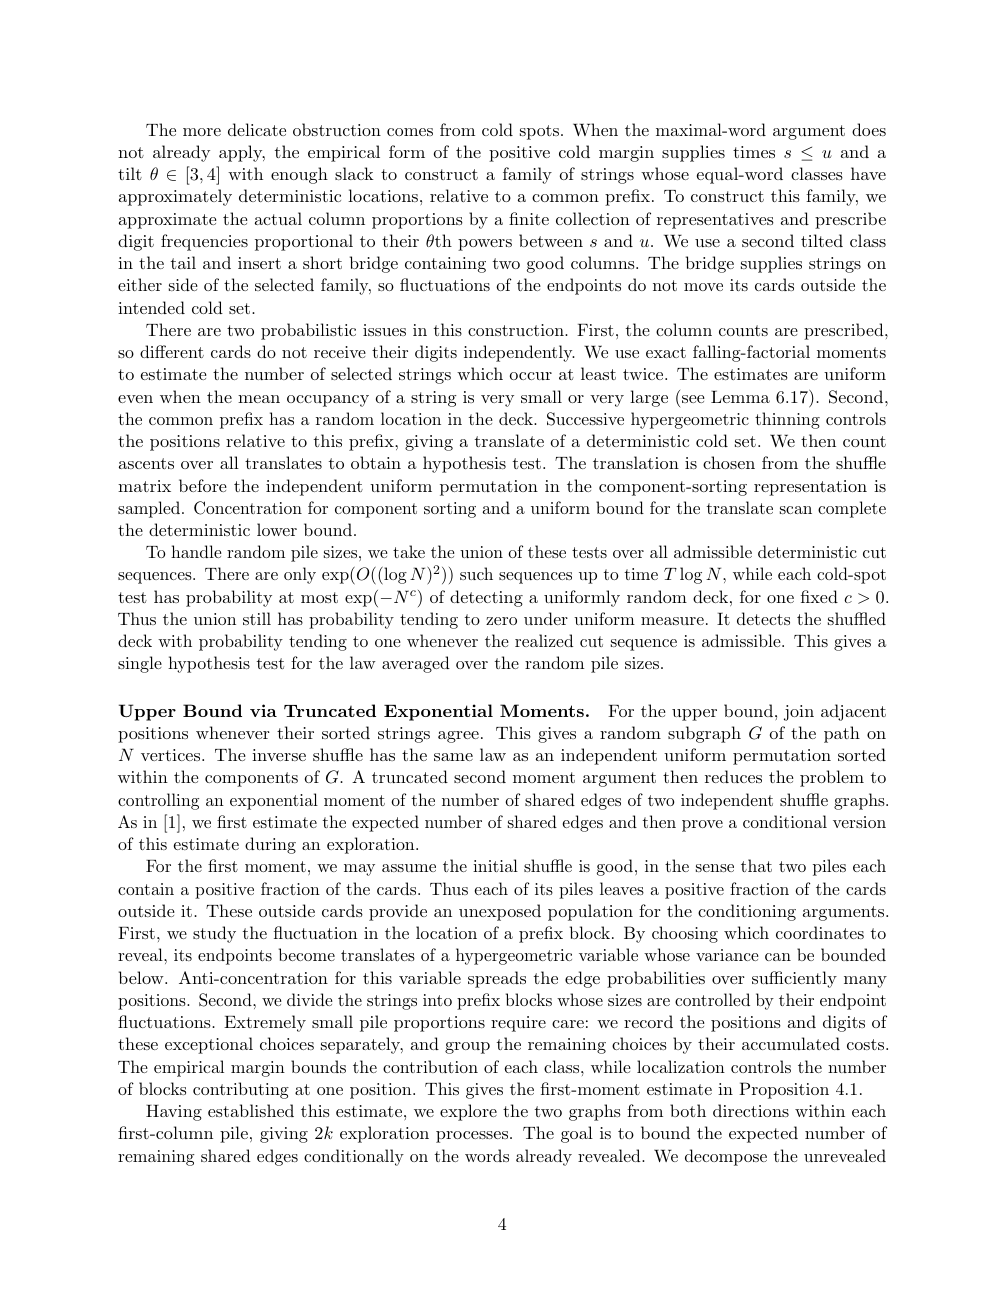 The more delicate obstruction comes from cold spots. When the maximal-word argument does
not already apply, the empirical form of the positive cold margin supplies times s ≤ u and a
tilt θ ∈ [3, 4] with enough slack to construct a family of strings whose equal-word classes have
approximately deterministic locations, relative to a common prefix. To construct this family, we
approximate the actual column proportions by a finite collection of representatives and prescribe
digit frequencies proportional to their θth powers between s and u. We use a second tilted class
in the tail and insert a short bridge containing two good columns. The bridge supplies strings on
either side of the selected family, so fluctuations of the endpoints do not move its cards outside the
intended cold set.
There are two probabilistic issues in this construction. First, the column counts are prescribed,
so different cards do not receive their digits independently. We use exact falling-factorial moments
to estimate the number of selected strings which occur at least twice. The estimates are uniform
even when the mean occupancy of a string is very small or very large (see Lemma 6.17). Second,
the common prefix has a random location in the deck. Successive hypergeometric thinning controls
the positions relative to this prefix, giving a translate of a deterministic cold set. We then count
ascents over all translates to obtain a hypothesis test. The translation is chosen from the shuffle
matrix before the independent uniform permutation in the component-sorting representation is
sampled. Concentration for component sorting and a uniform bound for the translate scan complete
the deterministic lower bound.
To handle random pile sizes, we take the union of these tests over all admissible deterministic cut
sequences. There are only exp(O((log N)²)) such sequences up to time T log N, while each cold-spot
test has probability at most exp(−Nᶜ) of detecting a uniformly random deck, for one fixed c > 0.
Thus the union still has probability tending to zero under uniform measure. It detects the shuffled
deck with probability tending to one whenever the realized cut sequence is admissible. This gives a
single hypothesis test for the law averaged over the random pile sizes.
Upper Bound via Truncated Exponential Moments. For the upper bound, join adjacent
positions whenever their sorted strings agree. This gives a random subgraph G of the path on
N vertices. The inverse shuffle has the same law as an independent uniform permutation sorted
within the components of G. A truncated second moment argument then reduces the problem to
controlling an exponential moment of the number of shared edges of two independent shuffle graphs.
As in [1], we first estimate the expected number of shared edges and then prove a conditional version
of this estimate during an exploration.
For the first moment, we may assume the initial shuffle is good, in the sense that two piles each
contain a positive fraction of the cards. Thus each of its piles leaves a positive fraction of the cards
outside it. These outside cards provide an unexposed population for the conditioning arguments.
First, we study the fluctuation in the location of a prefix block. By choosing which coordinates to
reveal, its endpoints become translates of a hypergeometric variable whose variance can be bounded
below. Anti-concentration for this variable spreads the edge probabilities over sufficiently many
positions. Second, we divide the strings into prefix blocks whose sizes are controlled by their endpoint
fluctuations. Extremely small pile proportions require care: we record the positions and digits of
these exceptional choices separately, and group the remaining choices by their accumulated costs.
The empirical margin bounds the contribution of each class, while localization controls the number
of blocks contributing at one position. This gives the first-moment estimate in Proposition 4.1.
Having established this estimate, we explore the two graphs from both directions within each
first-column pile, giving 2k exploration processes. The goal is to bound the expected number of
remaining shared edges conditionally on the words already revealed. We decompose the unrevealed
4